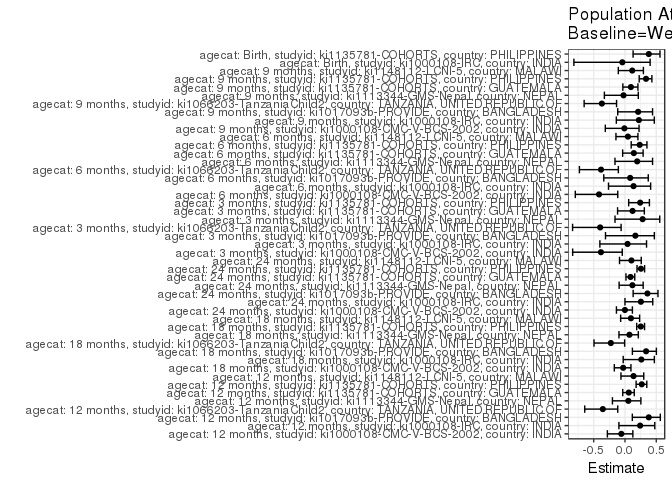 Population At
Baseline=We
agecat: Birth, studyid: ki1135781-COHORTS, country: PHILIPPINES
agecat: Birth, studyid: ki1000108-IRC, country: INDIA
agecat: 9 months, studyid: ki1148112-LCNI-5, country: MALAWI
agecat: 9 months, studyid: ki1135781-COHORTS, country: PHILIPPINES
agecat: 9 months, studyid: ki1135781-COHORTS, country: GUATEMALA
agecat: 9 months, studyid: ki1113344-GMS-Nepal, country: NEPAL
agecat: 9 months, studyid: ki1066203-TanzaniaChild2, country: TANZANIA, UNITED REPUBLIC OF
agecat: 9 months, studyid: ki1017093b-PROVIDE, country: BANGLADESH
agecat: 9 months, studyid: ki1000108-IRC, country: INDIA
agecat: 9 months, studyid: ki1000108-CMC-V-BCS-2002, country: INDIA
agecat: 6 months, studyid: ki1148112-LCNI-5, country: MALAWI
agecat: 6 months, studyid: ki1135781-COHORTS, country: PHILIPPINES
agecat: 6 months, studyid: ki1135781-COHORTS, country: GUATEMALA
agecat: 6 months, studyid: ki1113344-GMS-Nepal, country: NEPAL
agecat: 6 months, studyid: ki1066203-TanzaniaChild2, country: TANZANIA, UNITED REPUBLIC OF
agecat: 6 months, studyid: ki1017093b-PROVIDE, country: BANGLADESH
agecat: 6 months, studyid: ki1000108-IRC, country: INDIA
agecat: 6 months, studyid: ki1000108-CMC-V-BCS-2002, country: INDIA
agecat: 3 months, studyid: ki1135781-COHORTS, country: PHILIPPINES
agecat: 3 months, studyid: ki1135781-COHORTS, country: GUATEMALA
agecat: 3 months, studyid: ki1113344-GMS-Nepal, country: NEPAL
agecat: 3 months, studyid: ki1066203-TanzaniaChild2, country: TANZANIA, UNITED REPUBLIC OF
agecat: 3 months, studyid: ki1017093b-PROVIDE, country: BANGLADESH
agecat: 3 months, studyid: ki1000108-IRC, country: INDIA
agecat: 3 months, studyid: ki1000108-CMC-V-BCS-2002, country: INDIA
agecat: 24 months, studyid: ki1148112-LCNI-5, country: MALAWI
agecat: 24 months, studyid: ki1135781-COHORTS, country: PHILIPPINES
agecat: 24 months, studyid: ki1135781-COHORTS, country: GUATEMALA
agecat: 24 months, studyid: ki1113344-GMS-Nepal, country: NEPAL
agecat: 24 months, studyid: ki1017093b-PROVIDE, country: BANGLADESH
agecat: 24 months, studyid: ki1000108-IRC, country: INDIA
agecat: 24 months, studyid: ki1000108-CMC-V-BCS-2002, country: INDIA
agecat: 18 months, studyid: ki1148112-LCNI-5, country: MALAWI
agecat: 18 months, studyid: ki1135781-COHORTS, country: PHILIPPINES
agecat: 18 months, studyid: ki1113344-GMS-Nepal, country: NEPAL
agecat: 18 months, studyid: ki1066203-TanzaniaChild2, country: TANZANIA, UNITED REPUBLIC OF
agecat: 18 months, studyid: ki1017093b-PROVIDE, country: BANGLADESH
agecat: 18 months, studyid: ki1000108-IRC, country: INDIA
agecat: 18 months, studyid: ki1000108-CMC-V-BCS-2002, country: INDIA
agecat: 12 months, studyid: ki1148112-LCNI-5, country: MALAWI
agecat: 12 months, studyid: ki1135781-COHORTS, country: PHILIPPINES
agecat: 12 months, studyid: ki1135781-COHORTS, country: GUATEMALA
agecat: 12 months, studyid: ki1113344-GMS-Nepal, country: NEPAL
agecat: 12 months, studyid: ki1066203-TanzaniaChild2, country: TANZANIA, UNITED REPUBLIC OF
agecat: 12 months, studyid: ki1017093b-PROVIDE, country: BANGLADESH
agecat: 12 months, studyid: ki1000108-IRC, country: INDIA
agecat: 12 months, studyid: ki1000108-CMC-V-BCS-2002, country: INDIA
-0.5 0.0 0.5
Estimate